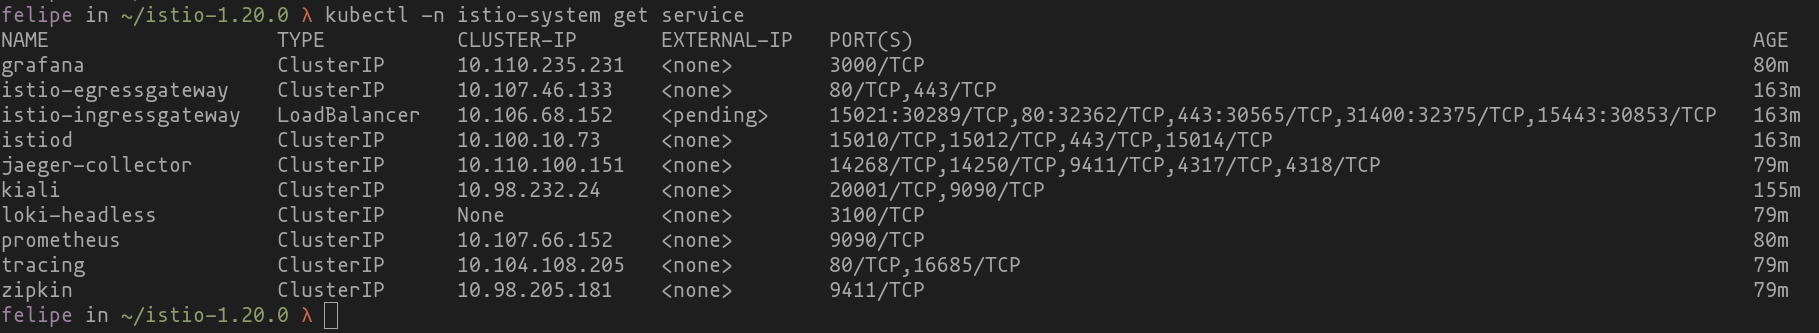 felipe in ~/istio-1.20.0 λ kubectl -n istio-system get service
NAME TYPE CLUSTER-IP EXTERNAL-IP PORT(S) AGE
grafana ClusterIP 10.110.235.231 <none> 3000/TCP 80m
istio-egressgateway ClusterIP 10.107.46.133 <none> 80/TCP,443/TCP 163m
istio-ingressgateway LoadBalancer 10.106.68.152 <pending> 15021:30289/TCP,80:32362/TCP,443:30565/TCP,31400:32375/TCP,15443:30853/TCP 163m
istiod ClusterIP 10.100.10.73 <none> 15010/TCP,15012/TCP,443/TCP,15014/TCP 163m
jaeger-collector ClusterIP 10.110.100.151 <none> 14268/TCP,14250/TCP,9411/TCP,4317/TCP,4318/TCP 79m
kiali ClusterIP 10.98.232.24 <none> 20001/TCP,9090/TCP 155m
loki-headless ClusterIP None <none> 3100/TCP 79m
prometheus ClusterIP 10.107.66.152 <none> 9090/TCP 80m
tracing ClusterIP 10.104.108.205 <none> 80/TCP,16685/TCP 79m
zipkin ClusterIP 10.98.205.181 <none> 9411/TCP 79m
felipe in ~/istio-1.20.0 λ